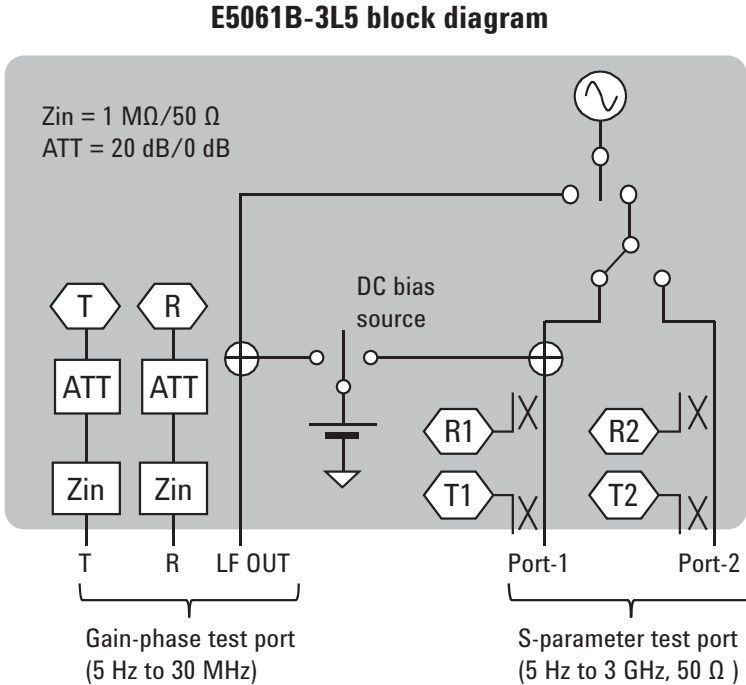 E5061B-3L5 block diagram
Zin = 1 MΩ/50 Ω
ATT = 20 dB/0 dB
DC bias
source
T
R
ATT
ATT
R1
R2
Zin
Zin
T1
T2
T
R
LF OUT
Port-1
Port-2
Gain-phase test port
(5 Hz to 30 MHz)
S-parameter test port
(5 Hz to 3 GHz, 50 Ω )